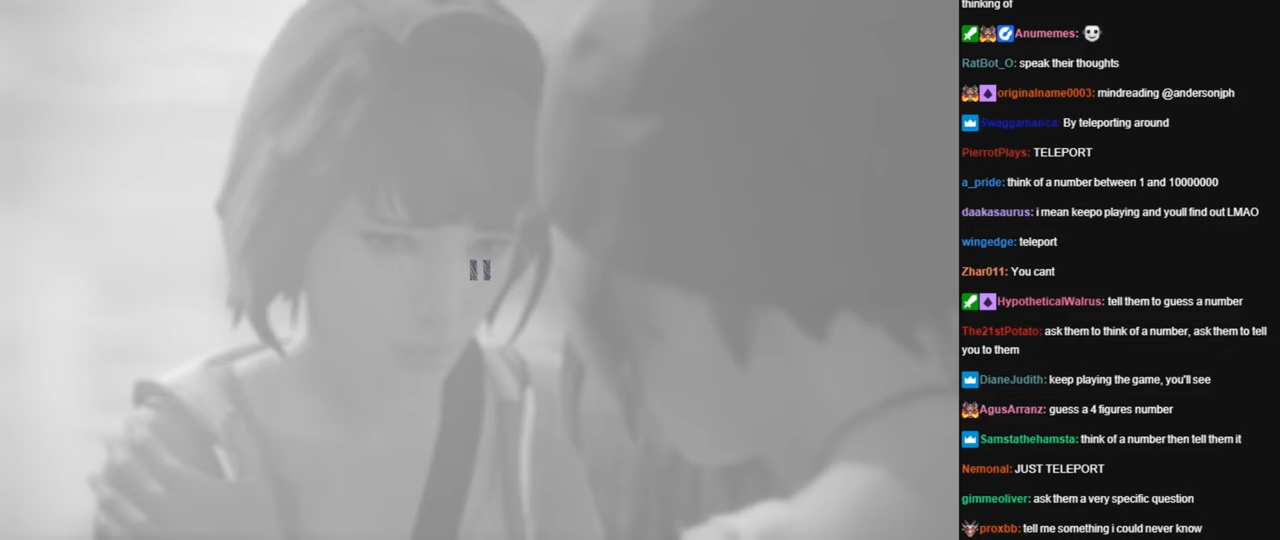 thinking of
Anumemes:
RatBot_O: speak their thoughts
originalname0003: mindreading @andersonjph
Swaggamanca: By teleporting around
PierrotPlays: TELEPORT
a_pride: think of a number between 1 and 10000000
daakasaurus: i mean keepo playing and youll find out LMAO
wingedge: teleport
Zhar011: You cant
HypotheticalWalrus: tell them to guess a number
The21stPotato: ask them to think of a number, ask them to tell
you to them
DianeJudith: keep playing the game, you'll see
AgusArranz: guess a 4 figures number
Samstathehamsta: think of a number then tell them it
Nemonal: JUST TELEPORT
gimmeoliver: ask them a very specific question
proxbb: tell me something i could never know